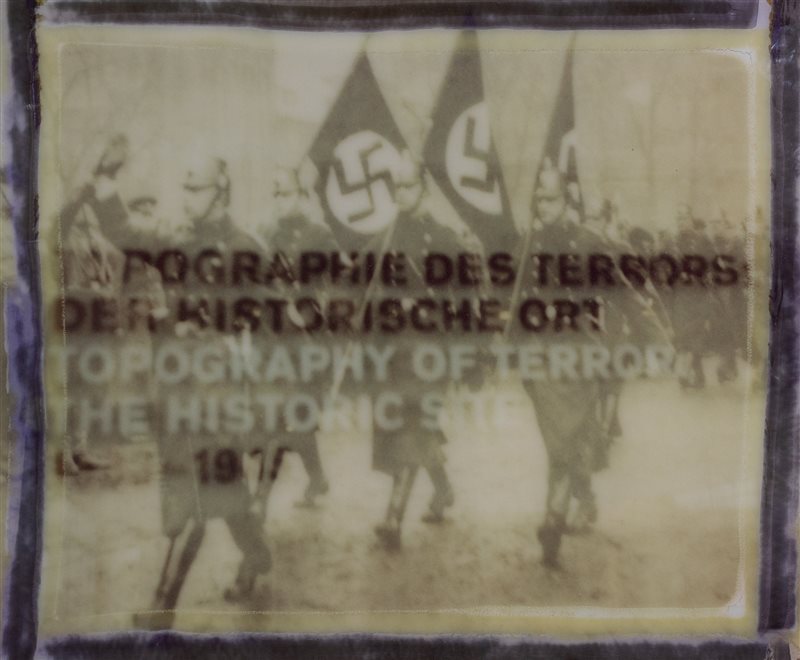 TOPOGRAPHIE DES TERRORS
DER HISTORISCHE ORT
TOPOGRAPHY OF TERROR
THE HISTORIC SITE